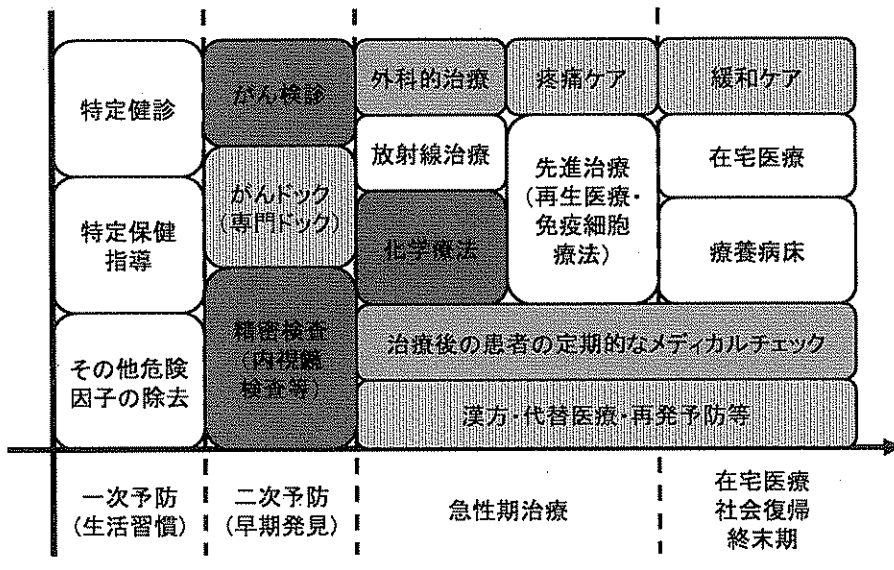 特定健診
特定保健
指導
その他危険
因子の除去
がん検診
がんドック
(専門ドック)
精密検査
(内視鏡
検査等)
外科的治療
疼痛ケア
緩和ケア
放射線治療
化学療法
先進治療
(再生医療・
免疫細胞
療法)
在宅医療
療養病床
治療後の患者の定期的なメディカルチェック
漢方・代替医療・再発予防等
一次予防
(生活習慣)
二次予防
(早期発見)
急性期治療
在宅医療
社会復帰
終末期